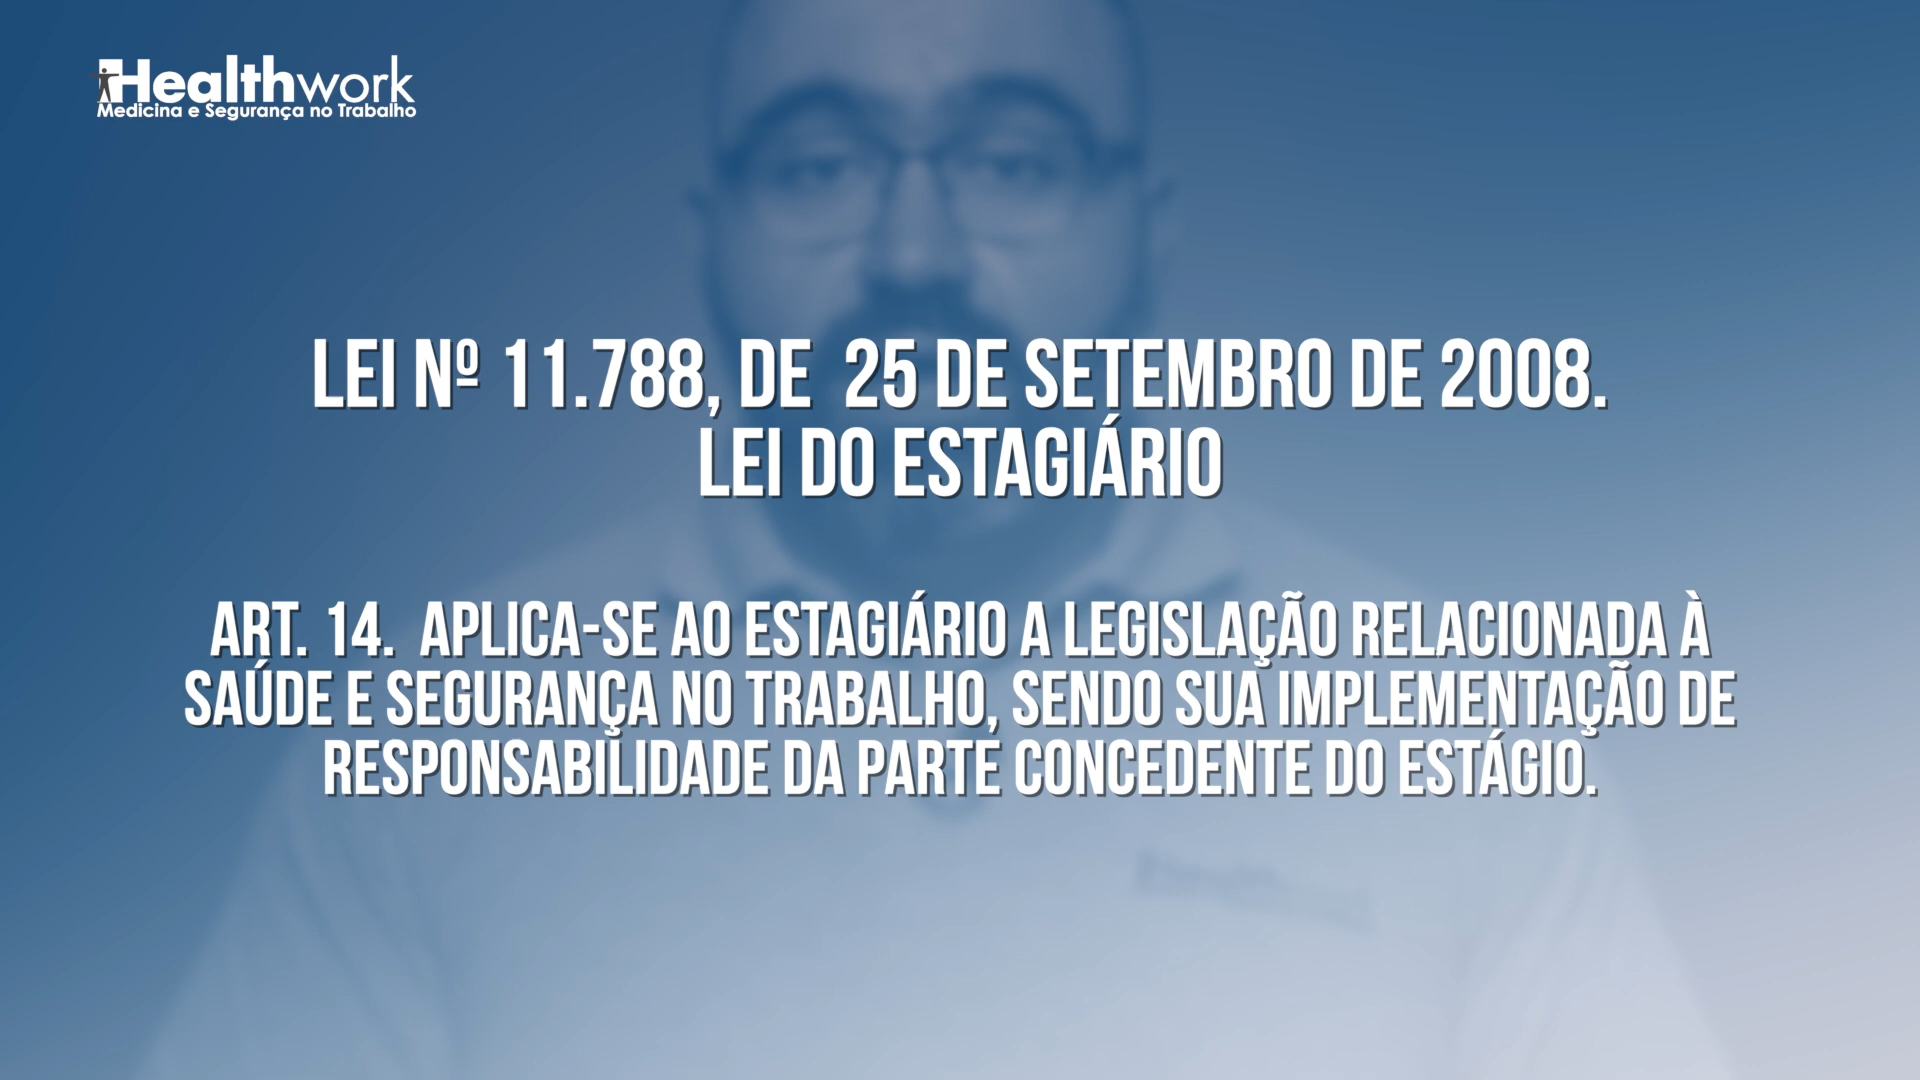 Healthwork
Medicina e Segurança no Trabalho
LEI Nº 11.788, DE 25 DE SETEMBRO DE 2008.
LEI DO ESTAGIÁRIO
ART. 14. APLICA-SE AO ESTAGIÁRIO A LEGISLAÇÃO RELACIONADA À
SAÚDE E SEGURANÇA NO TRABALHO, SENDO SUA IMPLEMENTAÇÃO DE
RESPONSABILIDADE DA PARTE CONCEDENTE DO ESTÁGIO.